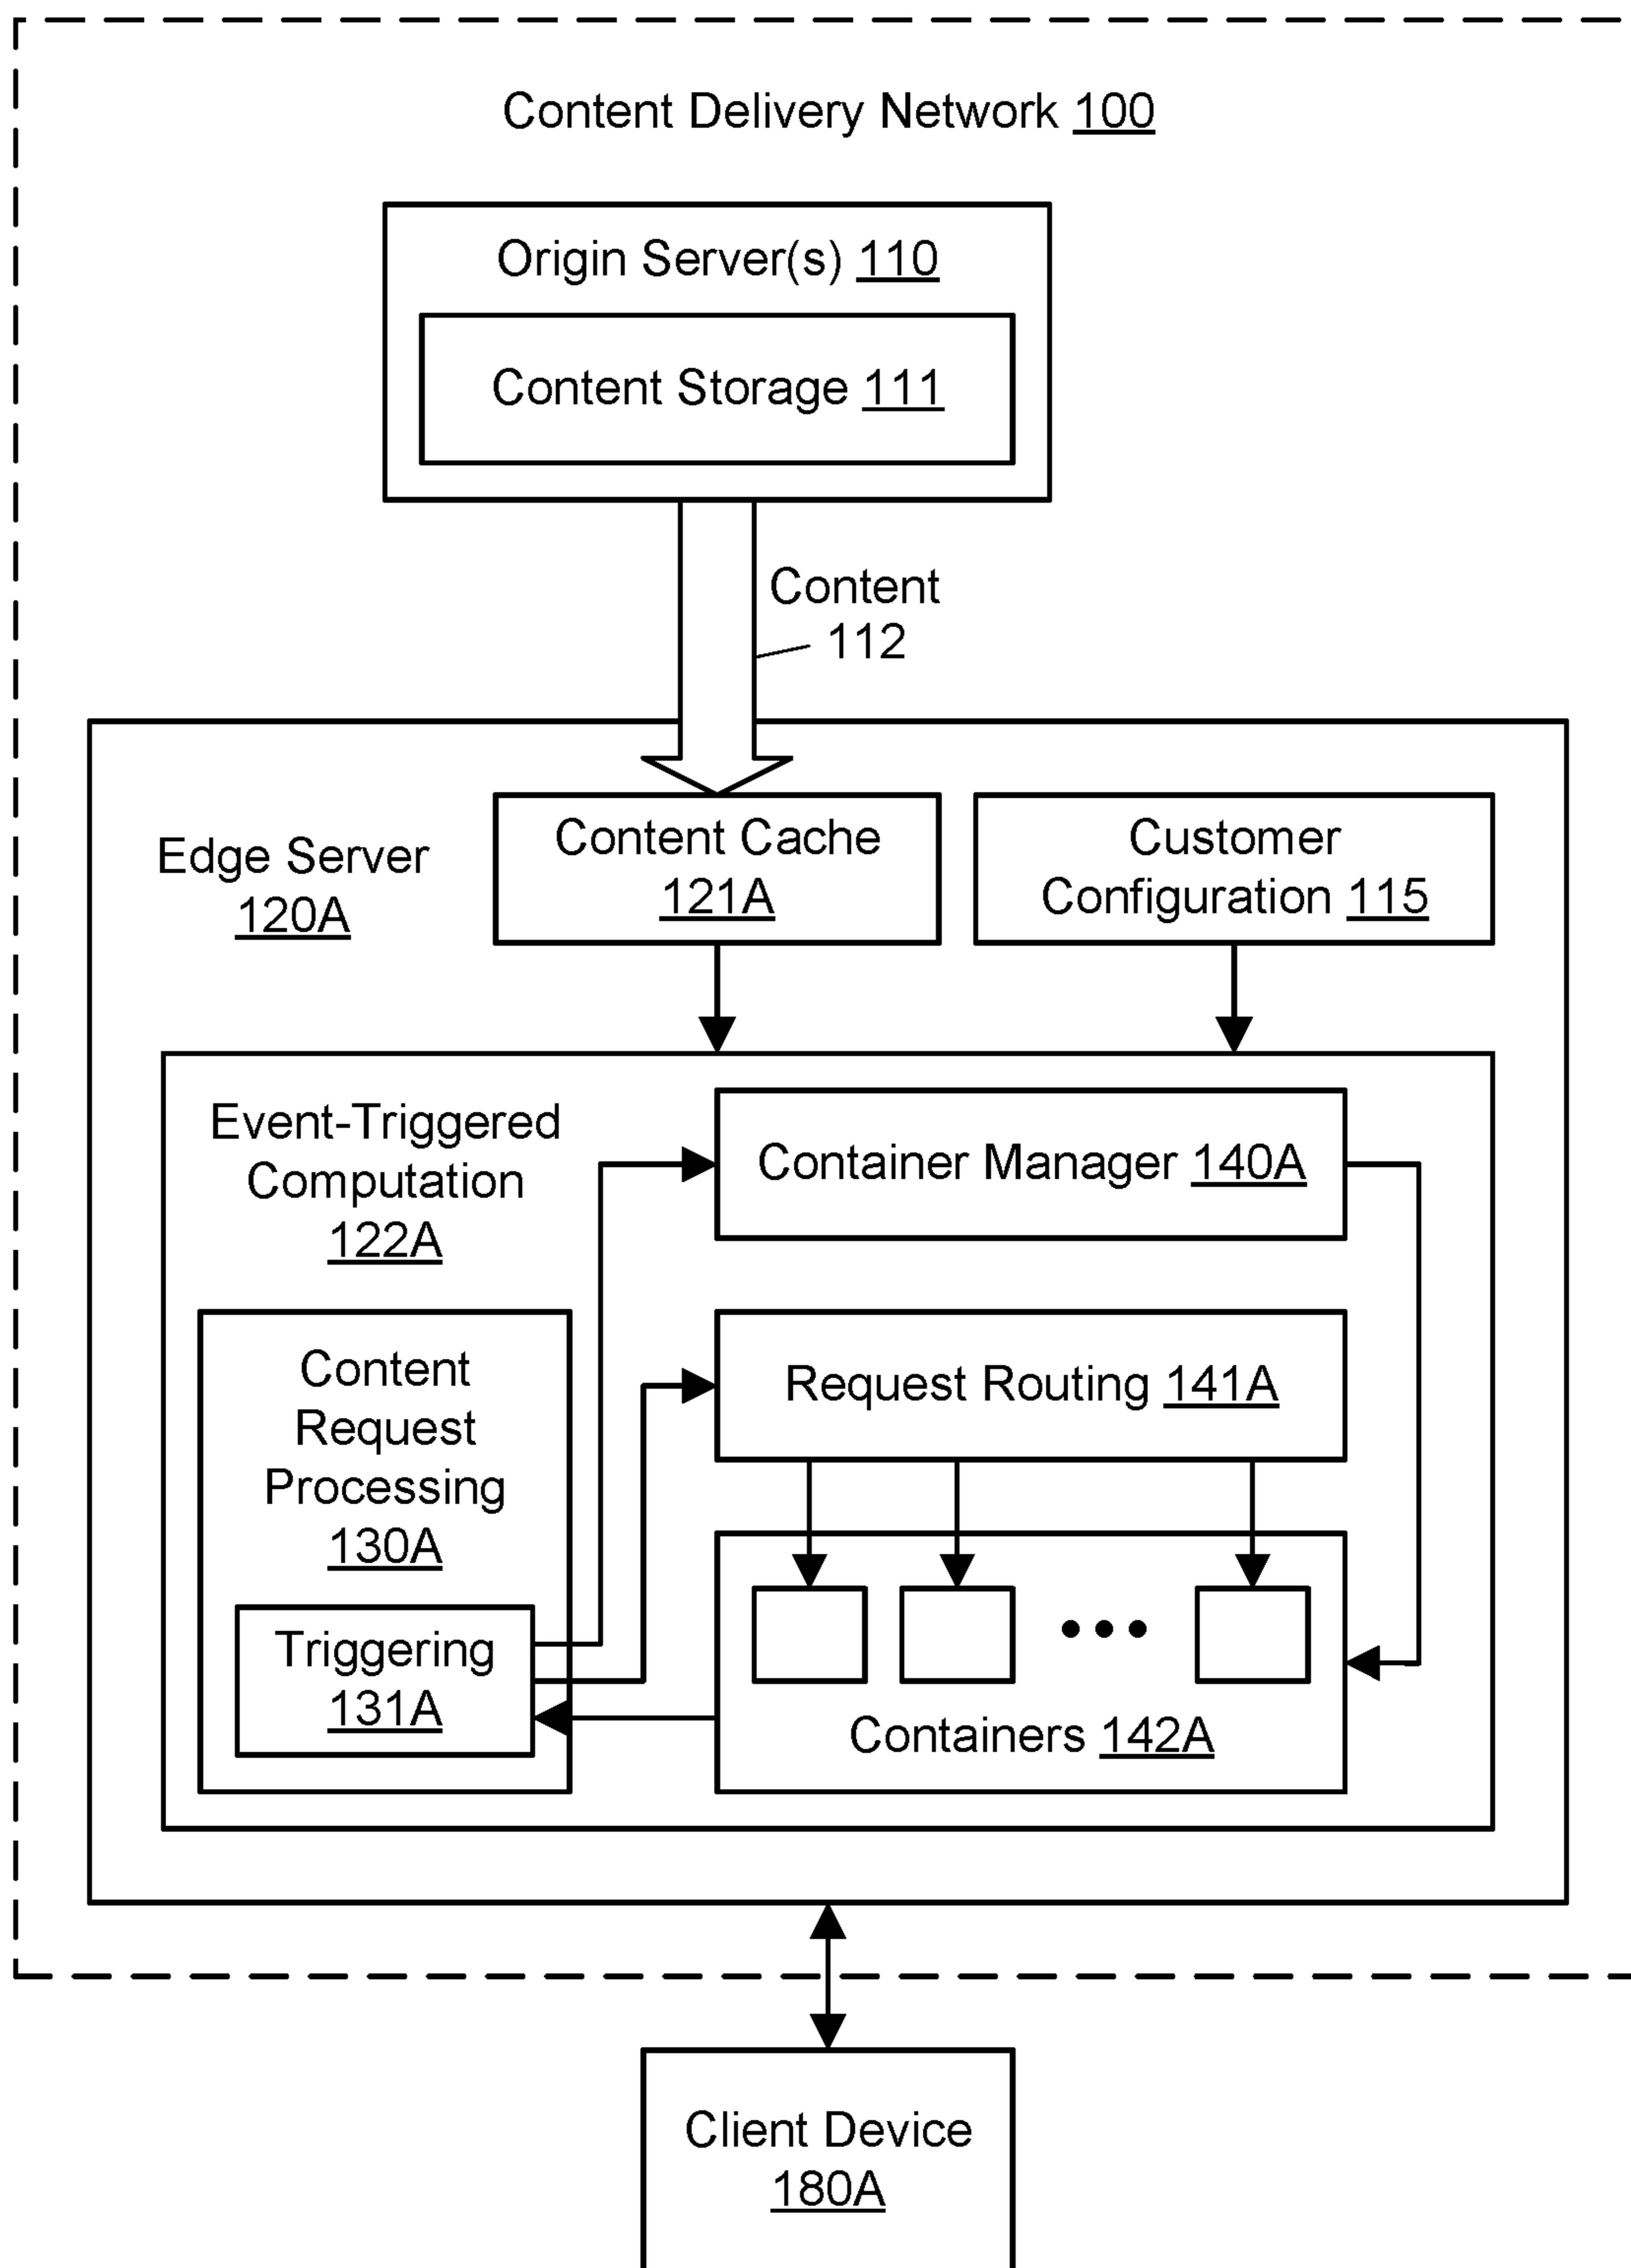 Content Delivery Network 100
Origin Server(s) 110
Content Storage 111
Content
112
Edge Server
120A
Content Cache
121A
Customer
Configuration 115
Event-Triggered
Computation
122A
Container Manager 140A
Content
Request
Processing
130A
Request Routing 141A
Triggering
131A
Containers 142A
Client Device
180A